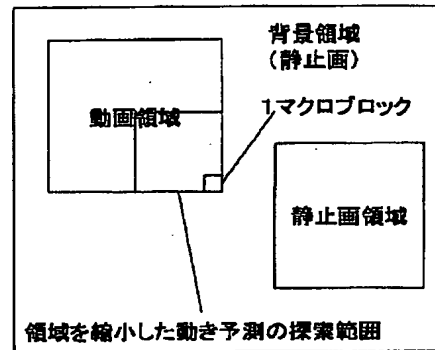 背景領域
（静止画）
動画領域
1マクロブロック
静止画領域
領域を縮小した動き予測の探索範囲